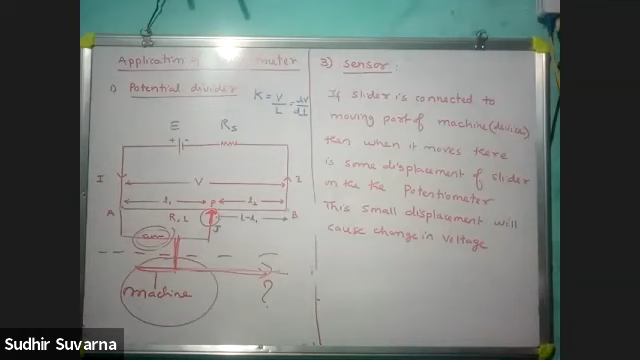 Application of meter
1) Potential divider
K = V/L = dV/dL
E
Rs
+ -
I
V
I
l₁
P
l₂
A
R, L
L-l₁
B
J
machine
S
?
3) Sensor :
If slider is connected to
moving part of machine (device)
then when it moves there
is some displacement of slider
on the the Potentiometer
This small displacement will
cause change in voltage
Sudhir Suvarna